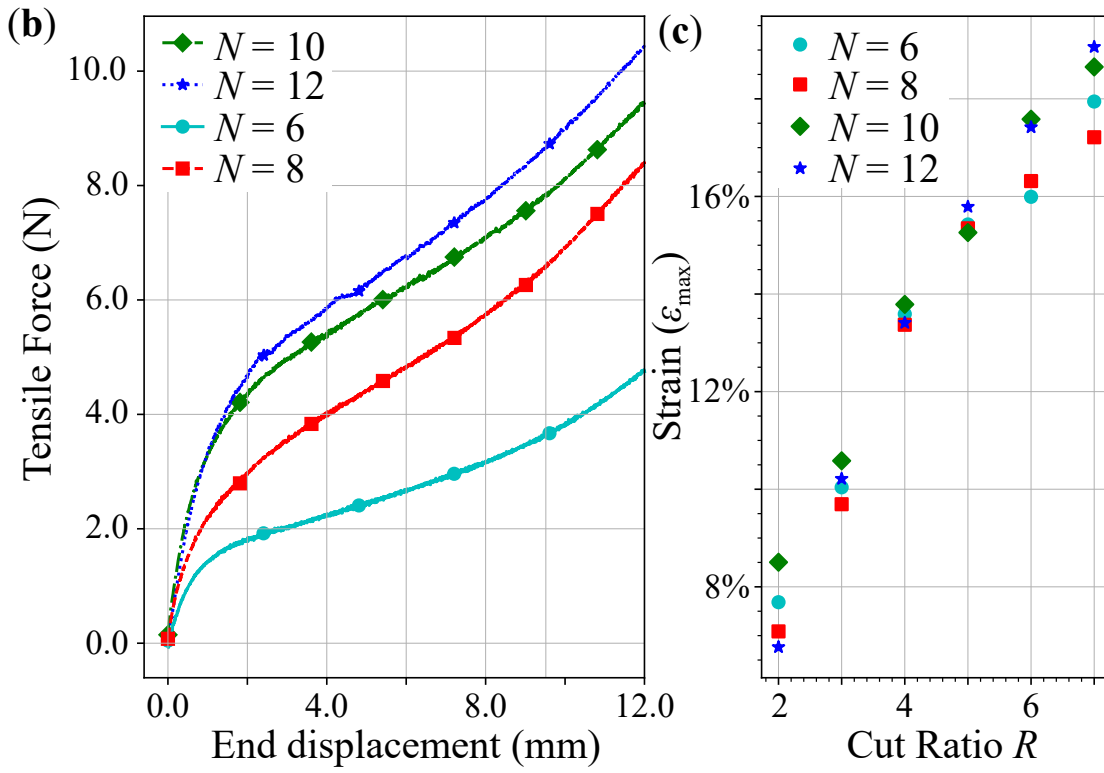 (b)
N = 10
N = 12
N = 6
N = 8
10.0
8.0
6.0
4.0
2.0
0.0
Tensile Force (N)
0.0 4.0 8.0 12.0
End displacement (mm)
(c)
N = 6
N = 8
N = 10
N = 12
16%
12%
8%
Strain (εmax)
2 4 6
Cut Ratio R